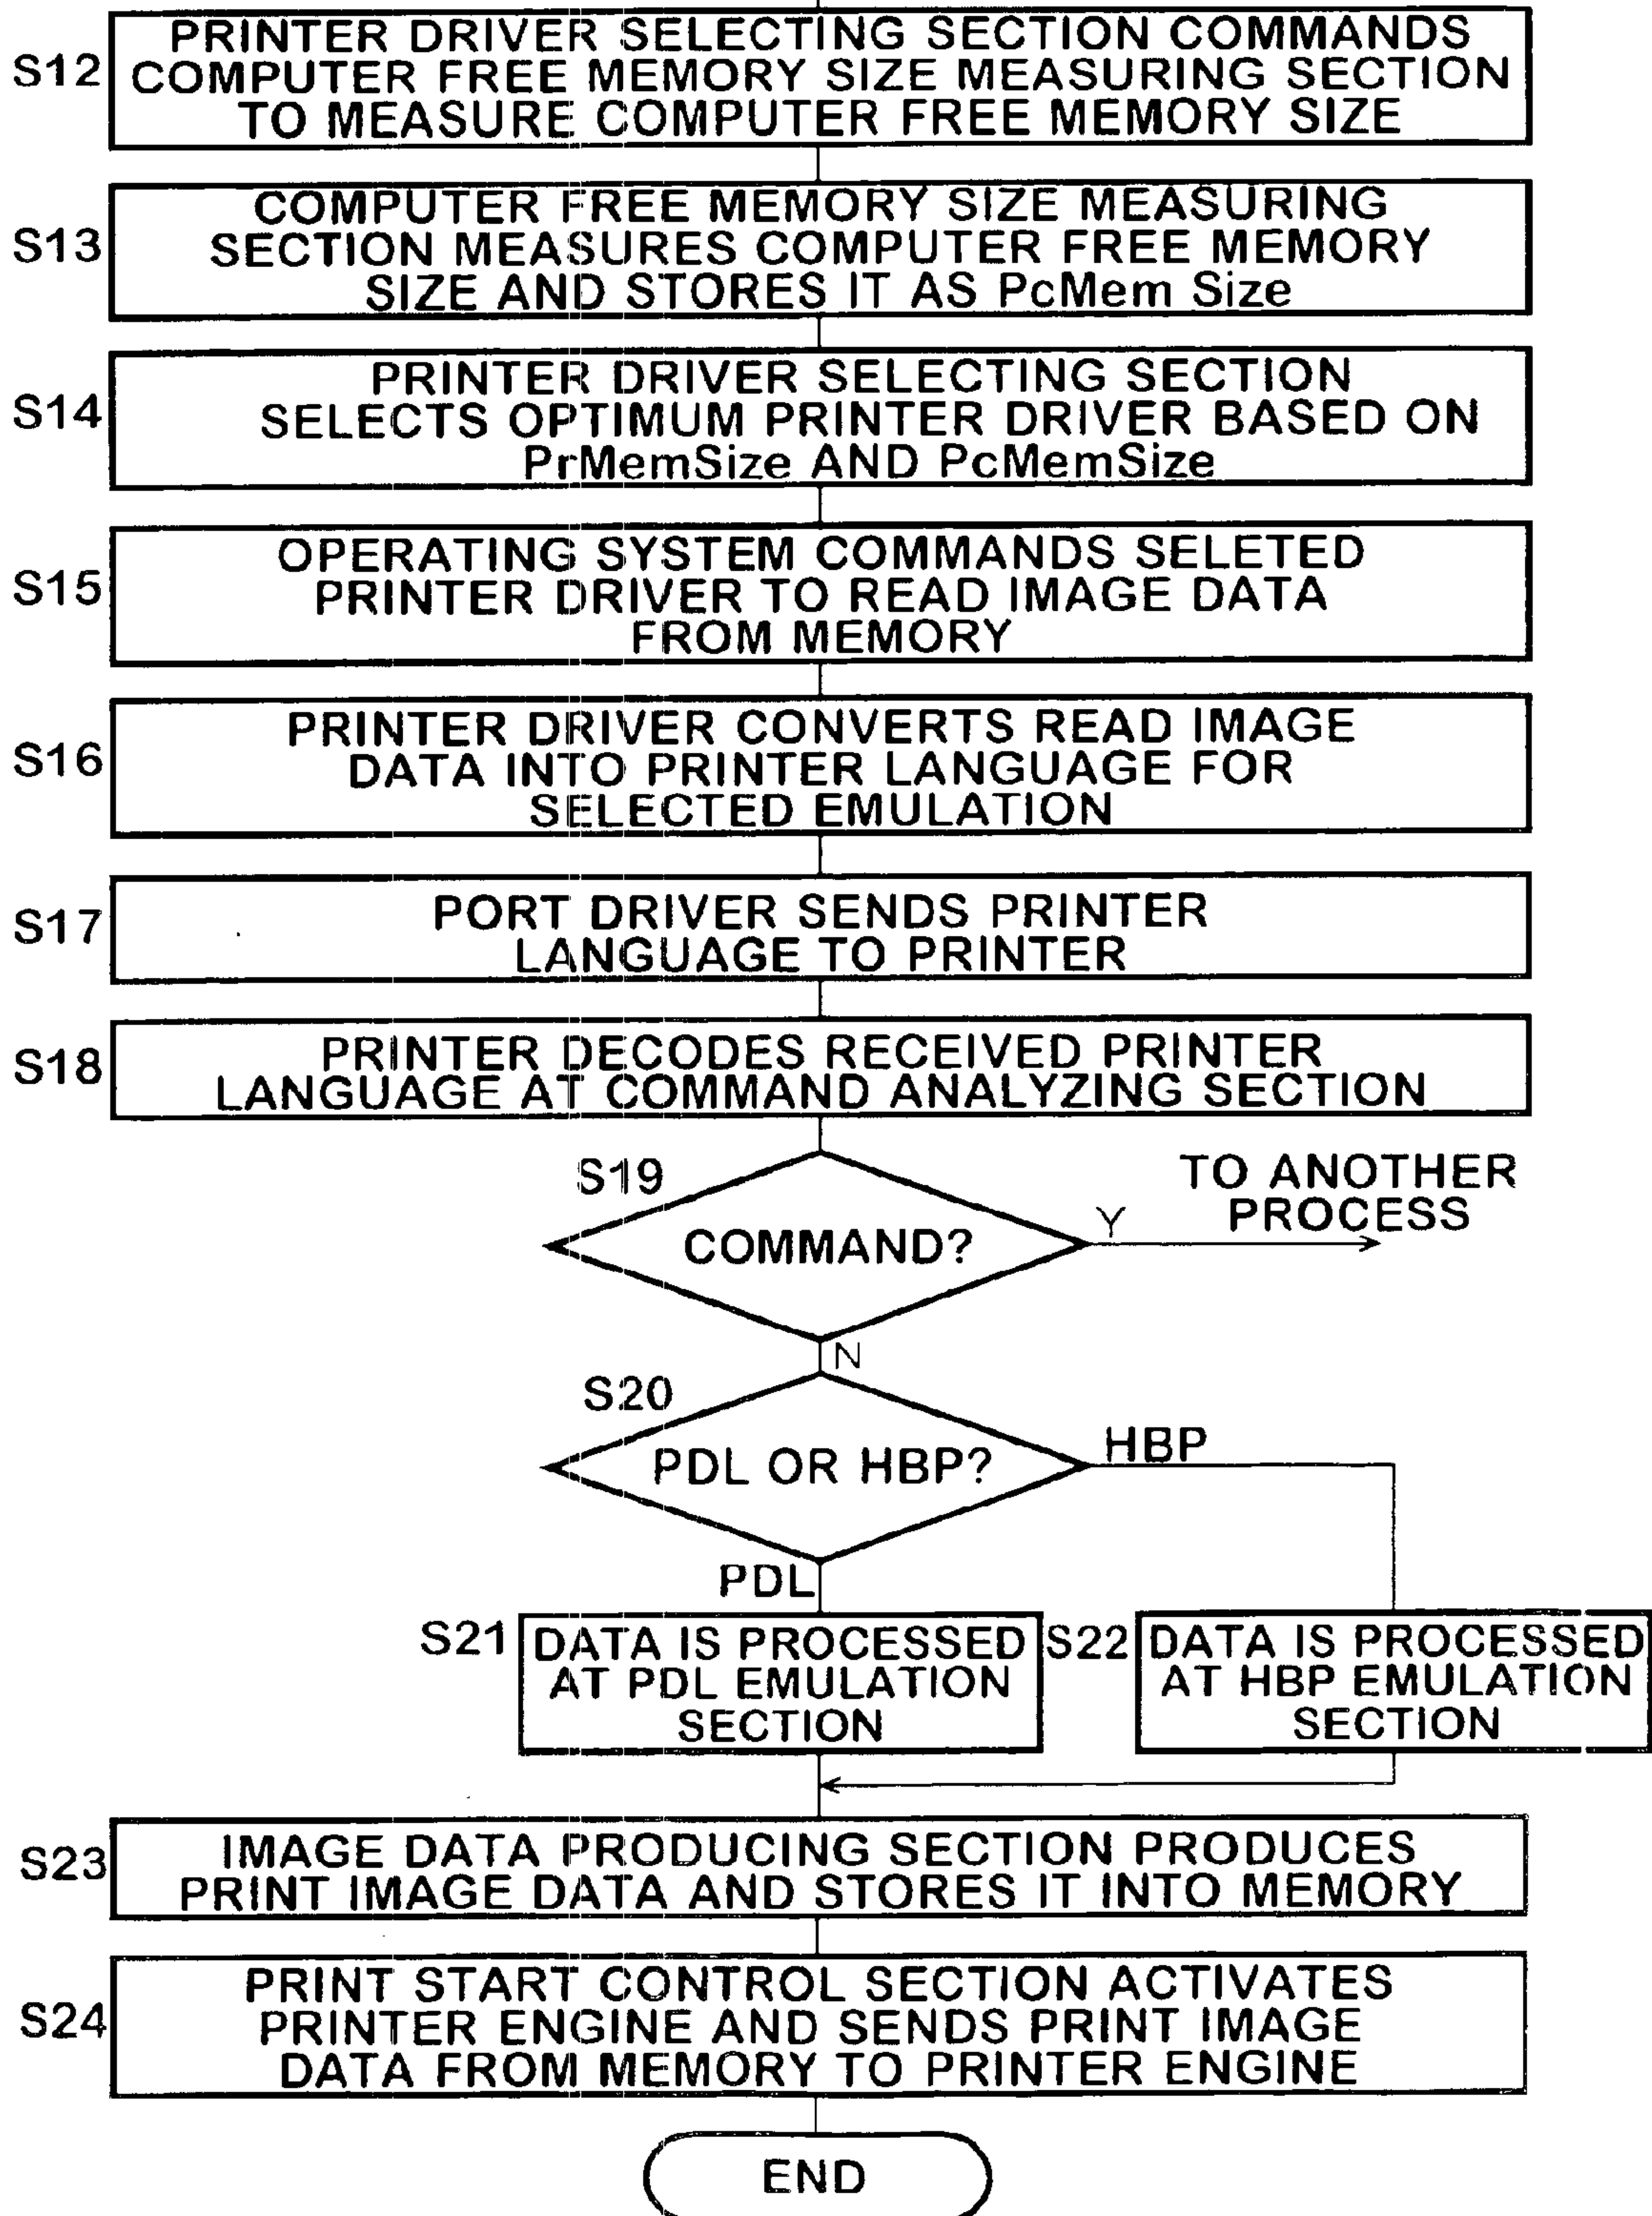 S12
PRINTER DRIVER SELECTING SECTION COMMANDS
COMPUTER FREE MEMORY SIZE MEASURING SECTION
TO MEASURE COMPUTER FREE MEMORY SIZE
S13
COMPUTER FREE MEMORY SIZE MEASURING
SECTION MEASURES COMPUTER FREE MEMORY
SIZE AND STORES IT AS PcMem Size
S14
PRINTER DRIVER SELECTING SECTION
SELECTS OPTIMUM PRINTER DRIVER BASED ON
PrMemSize AND PcMemSize
S15
OPERATING SYSTEM COMMANDS SELETED
PRINTER DRIVER TO READ IMAGE DATA
FROM MEMORY
S16
PRINTER DRIVER CONVERTS READ IMAGE
DATA INTO PRINTER LANGUAGE FOR
SELECTED EMULATION
S17
PORT DRIVER SENDS PRINTER
LANGUAGE TO PRINTER
S18
PRINTER DECODES RECEIVED PRINTER
LANGUAGE AT COMMAND ANALYZING SECTION
S19
COMMAND?
Y
TO ANOTHER
PROCESS
N
S20
PDL OR HBP?
HBP
PDL
S21
DATA IS PROCESSED
AT PDL EMULATION
SECTION
S22
DATA IS PROCESSED
AT HBP EMULATION
SECTION
S23
IMAGE DATA PRODUCING SECTION PRODUCES
PRINT IMAGE DATA AND STORES IT INTO MEMORY
S24
PRINT START CONTROL SECTION ACTIVATES
PRINTER ENGINE AND SENDS PRINT IMAGE
DATA FROM MEMORY TO PRINTER ENGINE
END